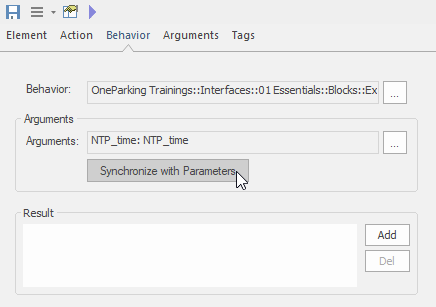 Element Action Behavior Arguments Tags
Behavior: OneParking Trainings::Interfaces::01 Essentials::Blocks::Ex ...
Arguments
Arguments: NTP_time: NTP_time ...
Synchronize with Parameters
Result
Add
Del